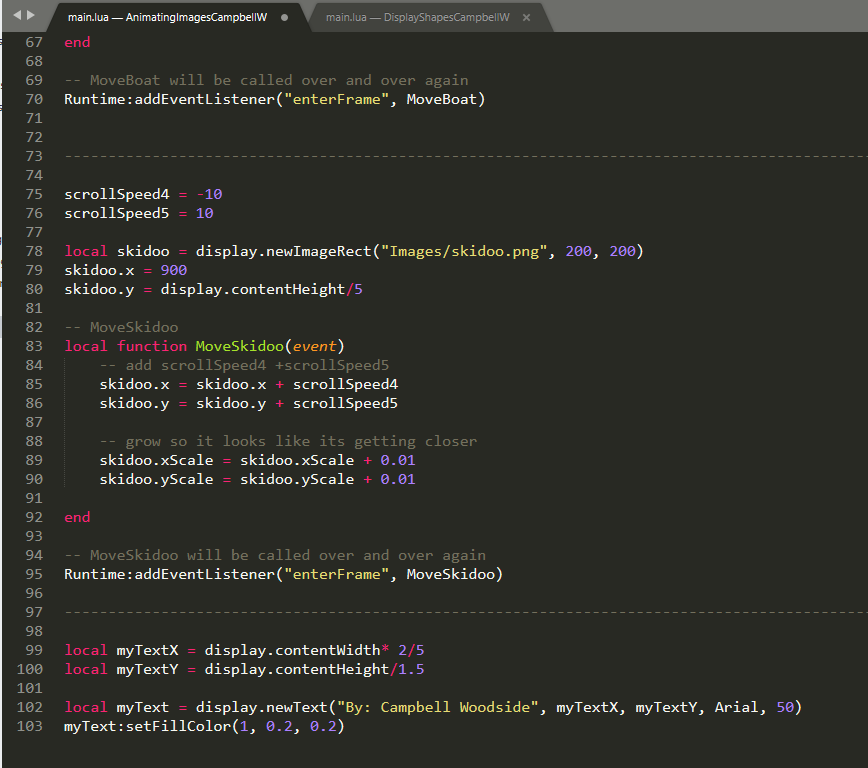 main.lua — AnimatingImagesCampbellW
main.lua — DisplayShapesCampbellW ×
67 end
68
69 -- MoveBoat will be called over and over again
70 Runtime:addEventListener("enterFrame", MoveBoat)
71
72
73 --------------------------------------------------------------------------------------------
74
75 scrollSpeed4 = -10
76 scrollSpeed5 = 10
77
78 local skidoo = display.newImageRect("Images/skidoo.png", 200, 200)
79 skidoo.x = 900
80 skidoo.y = display.contentHeight/5
81
82 -- MoveSkidoo
83 local function MoveSkidoo(event)
84     -- add scrollSpeed4 +scrollSpeed5
85     skidoo.x = skidoo.x + scrollSpeed4
86     skidoo.y = skidoo.y + scrollSpeed5
87
88     -- grow so it looks like its getting closer
89     skidoo.xScale = skidoo.xScale + 0.01
90     skidoo.yScale = skidoo.yScale + 0.01
91
92 end
93
94 -- MoveSkidoo will be called over and over again
95 Runtime:addEventListener("enterFrame", MoveSkidoo)
96
97 --------------------------------------------------------------------------------------------
98
99 local myTextX = display.contentWidth* 2/5
100 local myTextY = display.contentHeight/1.5
101
102 local myText = display.newText("By: Campbell Woodside", myTextX, myTextY, Arial, 50)
103 myText:setFillColor(1, 0.2, 0.2)